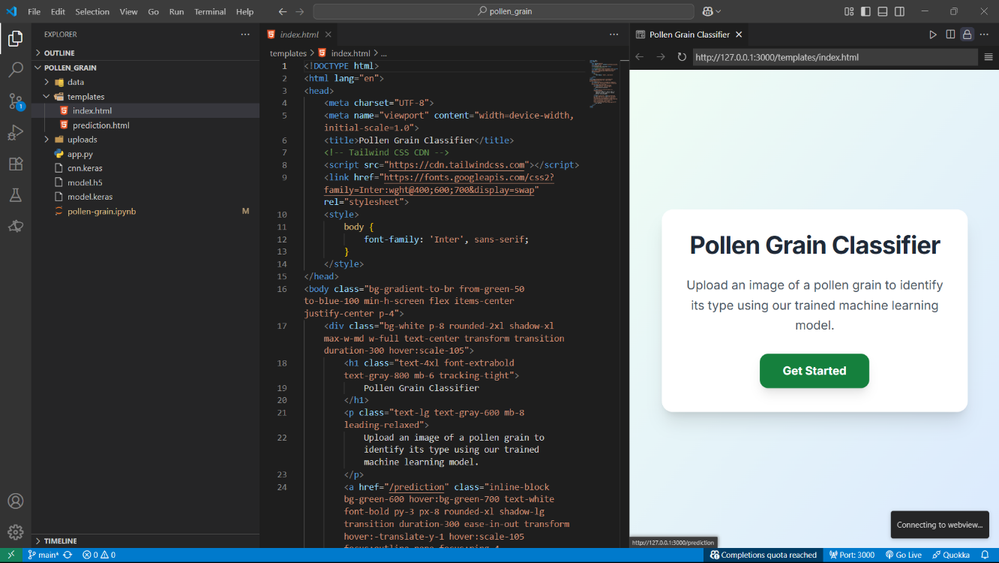 File Edit Selection View Go Run Terminal Help
pollen_grain
EXPLORER
OUTLINE
POLLEN_GRAIN
data
templates
index.html
prediction.html
uploads
app.py
cnn.keras
model.h5
model.keras
pollen-grain.ipynb M
TIMELINE
1
index.html
templates > index.html > ...
1 <!DOCTYPE html>
2 <html lang="en">
3 <head>
4 <meta charset="UTF-8">
5 <meta name="viewport" content="width=device-width,
initial-scale=1.0">
6 <title>Pollen Grain Classifier</title>
7 <!-- Tailwind CSS CDN -->
8 <script src="https://cdn.tailwindcss.com"></script>
9 <link href="https://fonts.googleapis.com/css2?
family=Inter:wght@400;600;700&display=swap"
rel="stylesheet">
10 <style>
11 body {
12 font-family: 'Inter', sans-serif;
13 }
14 </style>
15 </head>
16 <body class="bg-gradient-to-br from-green-50
to-blue-100 min-h-screen flex items-center
justify-center p-4">
17 <div class="bg-white p-8 rounded-2xl shadow-xl
max-w-md w-full text-center transform transition
duration-300 hover:scale-105">
18 <h1 class="text-4xl font-extrabold
text-gray-800 mb-6 tracking-tight">
19 Pollen Grain Classifier
20 </h1>
21 <p class="text-lg text-gray-600 mb-8
leading-relaxed">
22 Upload an image of a pollen grain to
identify its type using our trained
machine learning model.
23 </p>
24 <a href="/prediction" class="inline-block
bg-green-600 hover:bg-green-700 text-white
font-bold py-3 px-8 rounded-xl shadow-lg
transition duration-300 ease-in-out transform
hover:-translate-y-1 hover:scale-105
Pollen Grain Classifier
http://127.0.0.1:3000/templates/index.html
Pollen Grain Classifier
Upload an image of a pollen grain to identify
its type using our trained machine learning
model.
Get Started
Connecting to webview...
http://127.0.0.1:3000/prediction
main* 0 0 Completions quota reached Port: 3000 Go Live Quokka